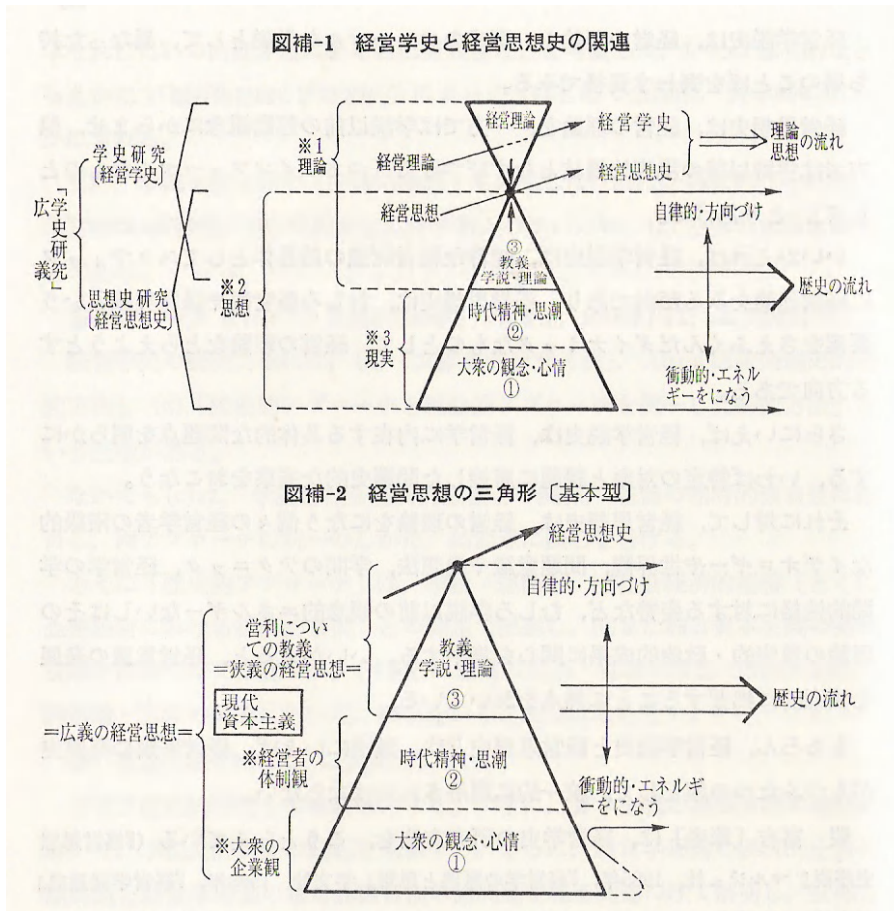 図補-1 経営学史と経営思想史の関連
広義
「学史研究」
学史研究
〔経営学史〕
思想史研究
〔経営思想史〕
※1
理論
※2
思想
※3
現実
経営理論
経営理論
経営思想
③
教義
学説・理論
時代精神・思潮
②
大衆の観念・心情
①
経営学史
経営思想史
理論
思想の流れ
自律的・方向づけ
歴史の流れ
衝動的・エネル
ギーをになう
図補-2 経営思想の三角形〔基本型〕
経営思想史
自律的・方向づけ
営利につい
ての教義
=狭義の経営思想=
現代
資本主義
=広義の経営思想=
※経営者の
体制観
※大衆の
企業観
教義
学説・理論
③
時代精神・思潮
②
大衆の観念・心情
①
歴史の流れ
衝動的・エネルギ
ーをになう